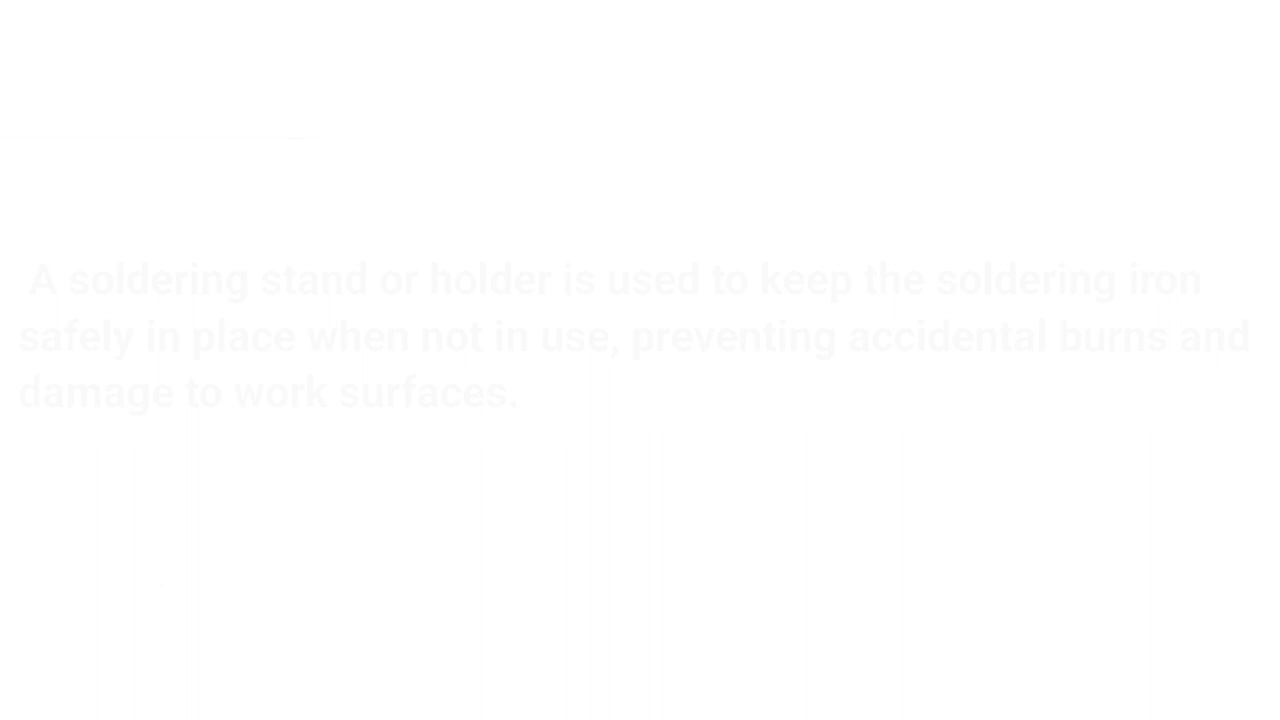 A soldering stand or holder is used to keep the soldering iron
safely in place when not in use, preventing accidental burns and
damage to work surfaces.